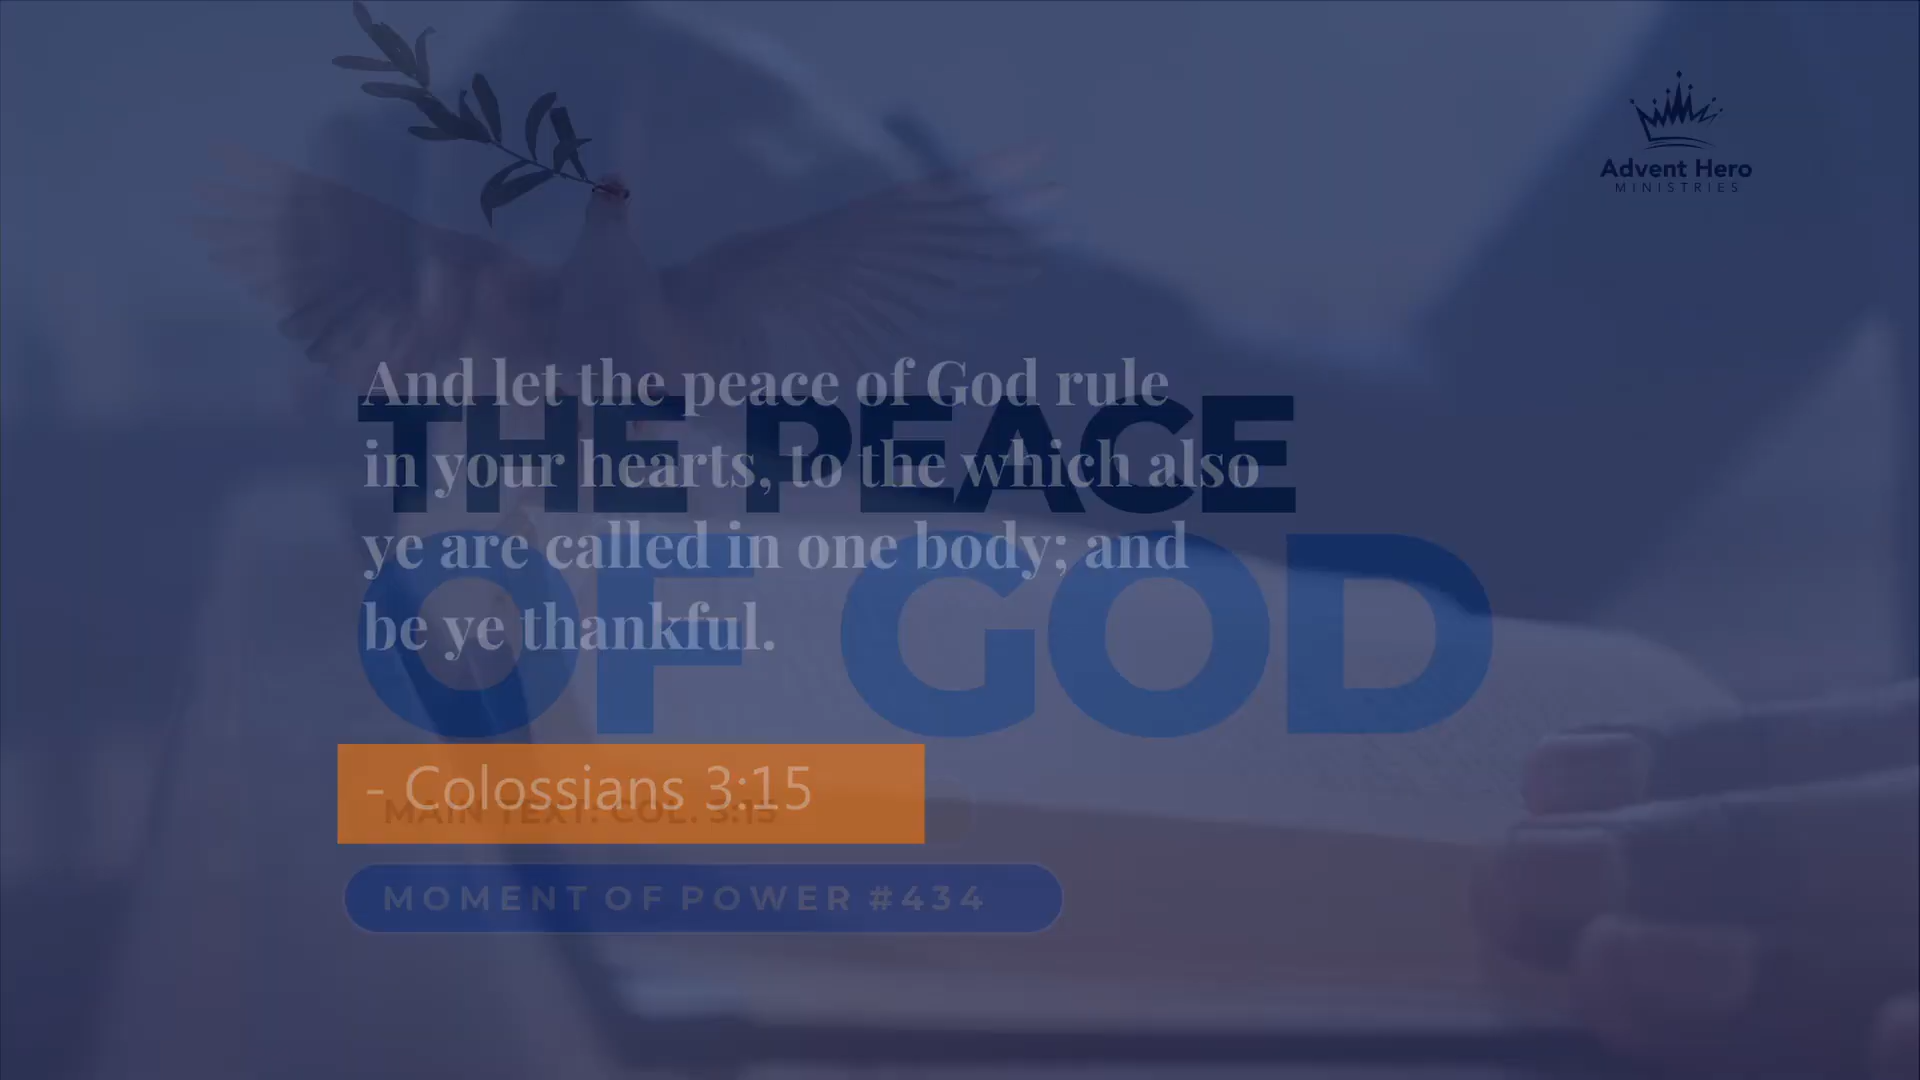 Advent Hero
MINISTRIES
And let the peace of God rule
in your hearts, to the which also
ye are called in one body; and
be ye thankful.
THE PEACE
OF GOD
- Colossians 3:15
MAIN TEXT: COL. 3:15
MOMENT OF POWER #434